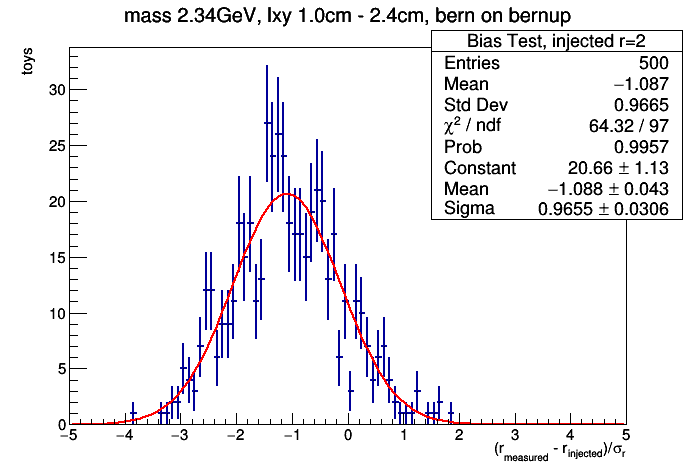 mass 2.34GeV, lxy 1.0cm - 2.4cm, bern on bernup
Bias Test, injected r=2
Entries 500
Mean −1.087
Std Dev 0.9665
χ² / ndf 64.32 / 97
Prob 0.9957
Constant 20.66 ± 1.13
Mean −1.088 ± 0.043
Sigma 0.9655 ± 0.0306
toys
30
25
20
15
10
5
0
−5 −4 −3 −2 −1 0 1 2 3 4 5
(r_measured - r_injected)/σ_r